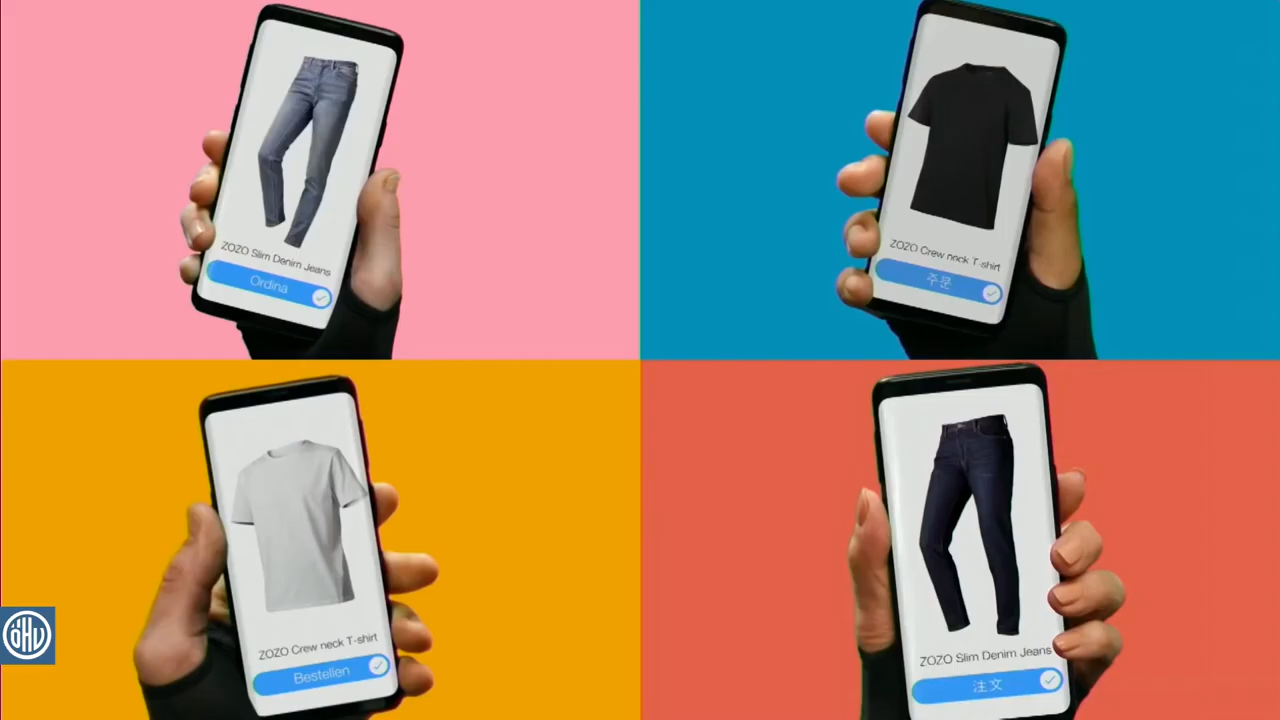 ZOZO Slim Denim Jeans
Ordina
ZOZO Crew neck T-shirt
주문
ZOZO Crew neck T-shirt
Bestellen
ZOZO Slim Denim Jeans
注文
öHV